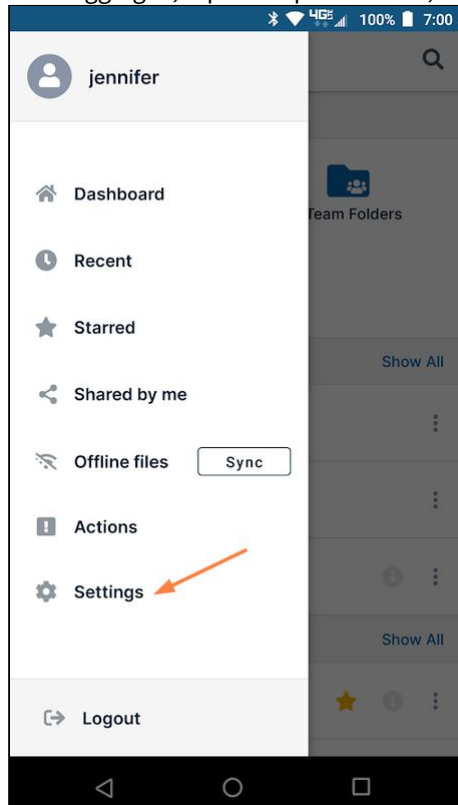 4GE 100% 7:00
jennifer
Dashboard
Team Folders
Recent
Starred
Show All
Shared by me
Offline files Sync
Actions
Settings
Show All
Logout